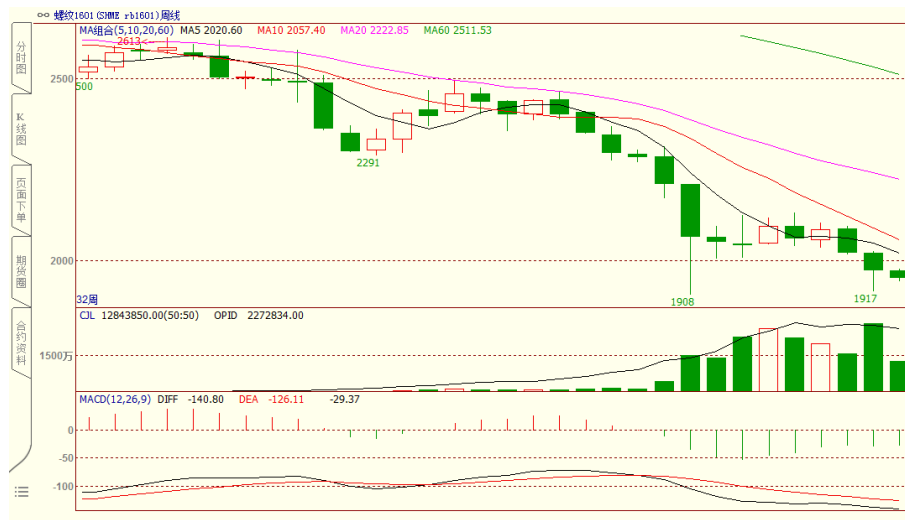 螺纹1601(SHME rb1601)周线
MA组合(5,10,20,60) MA5 2020.60 MA10 2057.40 MA20 2222.85 MA60 2511.53
2613<-
2500
500
2291
2000
1908
1917
32周
CJL 12843850.00(50:50) OPID 2272834.00
1500万
MACD(12,26,9) DIFF -140.80 DEA -126.11 -29.37
0
-50
-100
分时图
K线图
页面下单
期货圈
合约资料